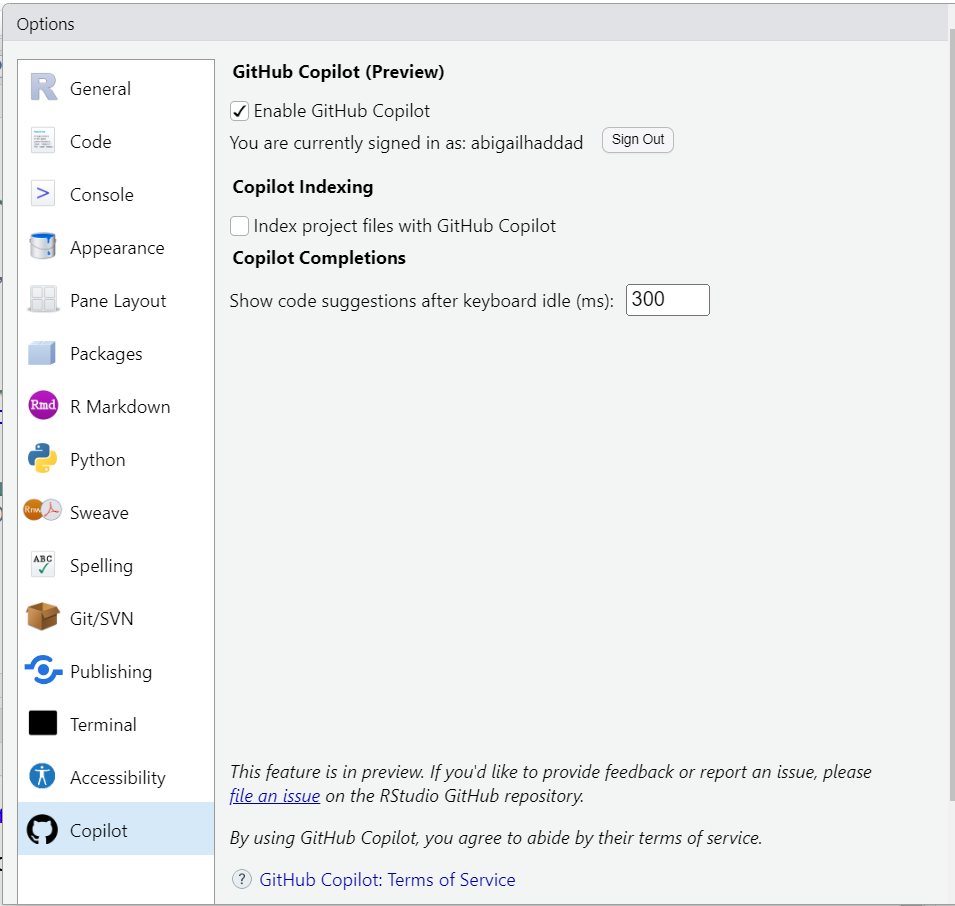 Options
General
Code
Console
Appearance
Pane Layout
Packages
Rmd R Markdown
Python
Rnw Sweave
ABC Spelling
Git/SVN
Publishing
Terminal
Accessibility
Copilot
GitHub Copilot (Preview)
Enable GitHub Copilot
You are currently signed in as: abigailhaddad Sign Out
Copilot Indexing
Index project files with GitHub Copilot
Copilot Completions
Show code suggestions after keyboard idle (ms): 300
This feature is in preview. If you'd like to provide feedback or report an issue, please
file an issue on the RStudio GitHub repository.
By using GitHub Copilot, you agree to abide by their terms of service.
? GitHub Copilot: Terms of Service